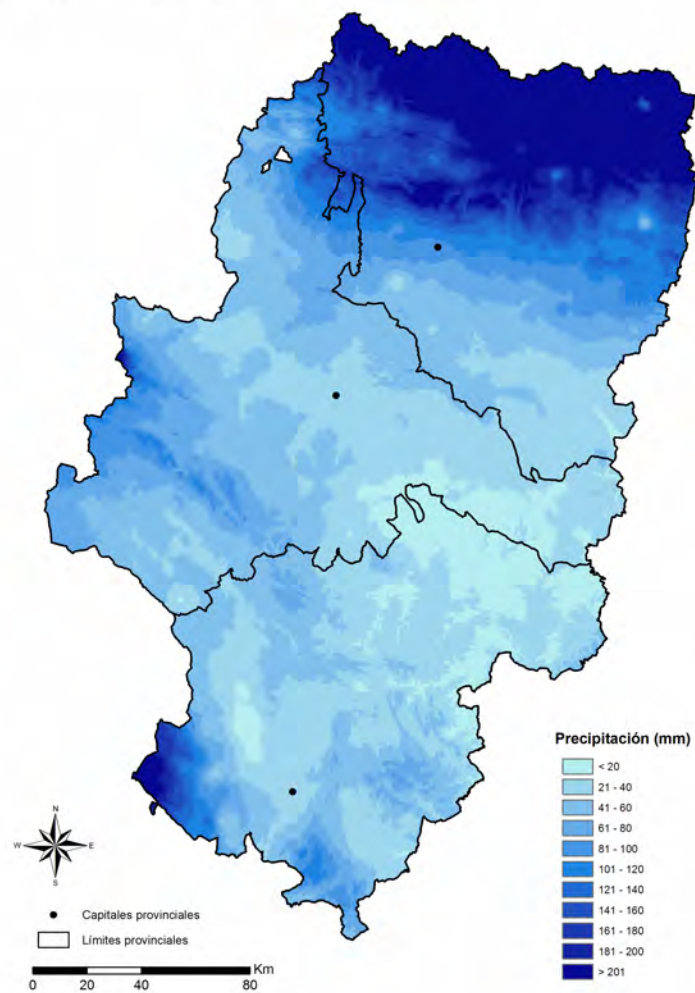 Precipitación (mm)
< 20
21 - 40
41 - 60
61 - 80
81 - 100
101 - 120
121 - 140
141 - 160
161 - 180
181 - 200
> 201
N
W E
S
Capitales provinciales
Límites provinciales
Km
0 20 40 80